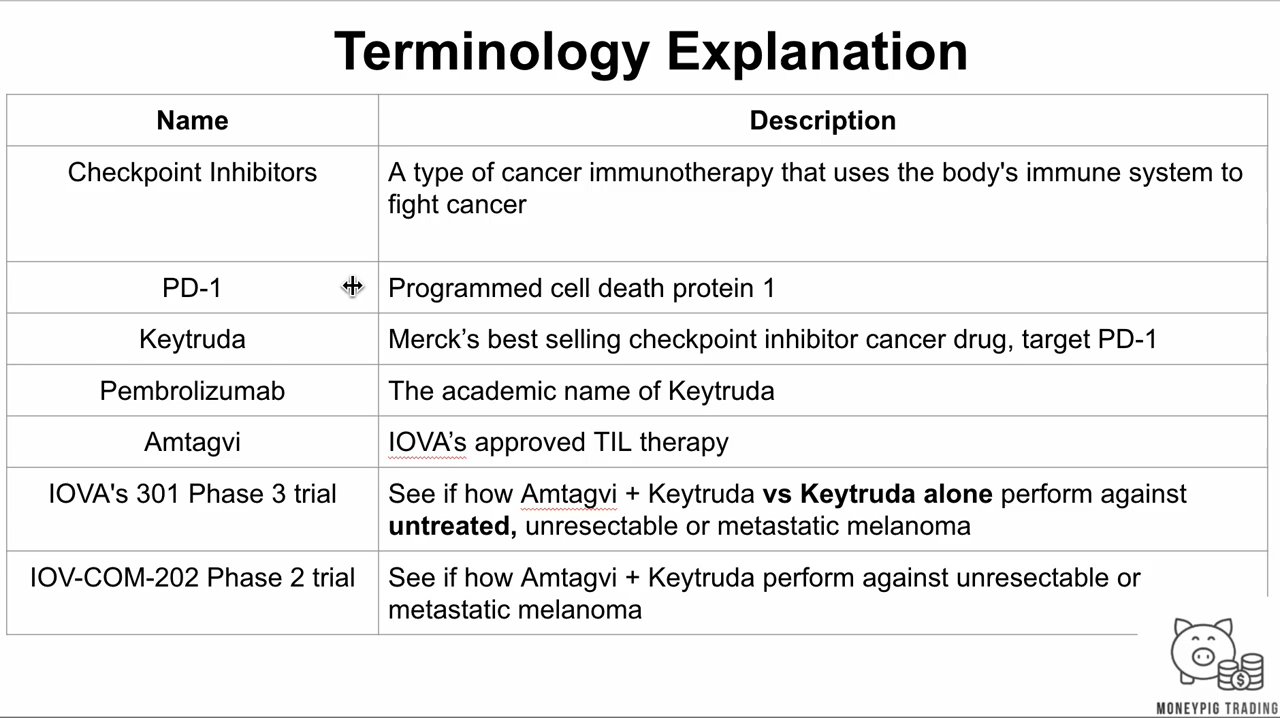 Terminology Explanation
Name
Description
Checkpoint Inhibitors
A type of cancer immunotherapy that uses the body's immune system to
fight cancer
PD-1
Programmed cell death protein 1
Keytruda
Merck’s best selling checkpoint inhibitor cancer drug, target PD-1
Pembrolizumab
The academic name of Keytruda
Amtagvi
IOVA’s approved TIL therapy
IOVA's 301 Phase 3 trial
See if how Amtagvi + Keytruda vs Keytruda alone perform against
untreated, unresectable or metastatic melanoma
IOV-COM-202 Phase 2 trial
See if how Amtagvi + Keytruda perform against unresectable or
metastatic melanoma
$
MONEYPIG TRADING